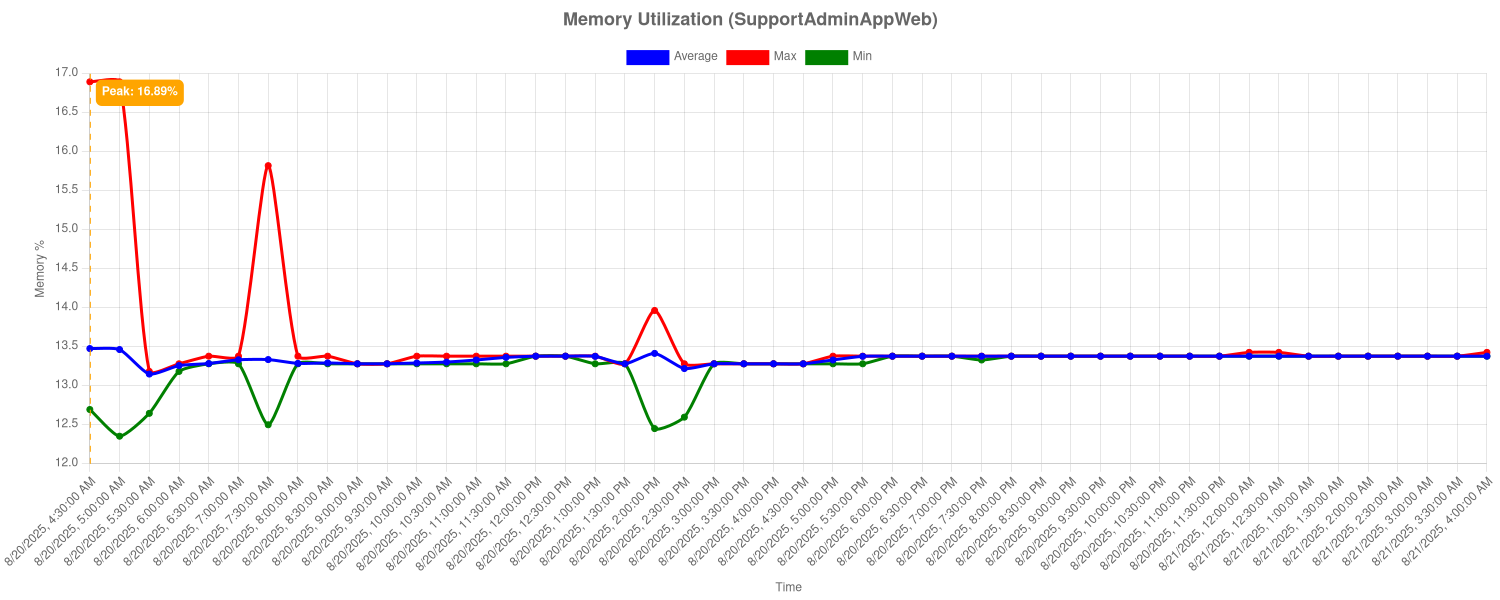 Memory Utilization (SupportAdminAppWeb)
Average Max Min
17.0
Peak: 16.89%
16.5
16.0
15.5
15.0
14.5
14.0
13.5
13.0
12.5
12.0
Memory %
8/20/2025, 4:30:00 AM
8/20/2025, 5:00:00 AM
8/20/2025, 5:30:00 AM
8/20/2025, 6:00:00 AM
8/20/2025, 6:30:00 AM
8/20/2025, 7:00:00 AM
8/20/2025, 7:30:00 AM
8/20/2025, 8:00:00 AM
8/20/2025, 8:30:00 AM
8/20/2025, 9:00:00 AM
8/20/2025, 9:30:00 AM
8/20/2025, 10:00:00 AM
8/20/2025, 10:30:00 AM
8/20/2025, 11:00:00 AM
8/20/2025, 11:30:00 AM
8/20/2025, 12:00:00 PM
8/20/2025, 12:30:00 PM
8/20/2025, 1:00:00 PM
8/20/2025, 1:30:00 PM
8/20/2025, 2:00:00 PM
8/20/2025, 2:30:00 PM
8/20/2025, 3:00:00 PM
8/20/2025, 3:30:00 PM
8/20/2025, 4:00:00 PM
8/20/2025, 4:30:00 PM
8/20/2025, 5:00:00 PM
8/20/2025, 5:30:00 PM
8/20/2025, 6:00:00 PM
8/20/2025, 6:30:00 PM
8/20/2025, 7:00:00 PM
8/20/2025, 7:30:00 PM
8/20/2025, 8:00:00 PM
8/20/2025, 8:30:00 PM
8/20/2025, 9:00:00 PM
8/20/2025, 9:30:00 PM
8/20/2025, 10:00:00 PM
8/20/2025, 10:30:00 PM
8/20/2025, 11:00:00 PM
8/20/2025, 11:30:00 PM
8/21/2025, 12:00:00 AM
8/21/2025, 12:30:00 AM
8/21/2025, 1:00:00 AM
8/21/2025, 1:30:00 AM
8/21/2025, 2:00:00 AM
8/21/2025, 2:30:00 AM
8/21/2025, 3:00:00 AM
8/21/2025, 3:30:00 AM
8/21/2025, 4:00:00 AM
Time